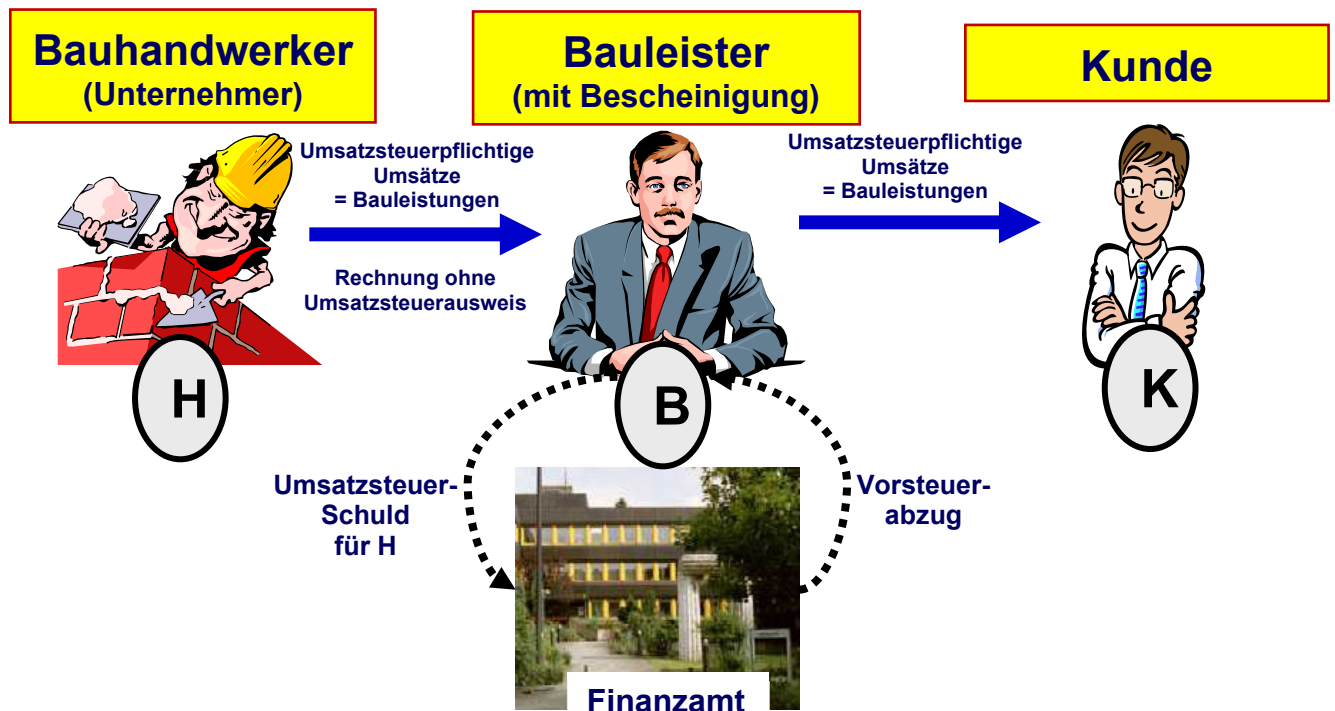 Bauhandwerker
(Unternehmer)
Bauleister
(mit Bescheinigung)
Kunde
Umsatzsteuerpflichtige
Umsätze
= Bauleistungen
Umsatzsteuerpflichtige
Umsätze
= Bauleistungen
Rechnung ohne
Umsatzsteuerausweis
H
B
K
Umsatzsteuer-
Schuld
für H
Vorsteuer-
abzug
Finanzamt